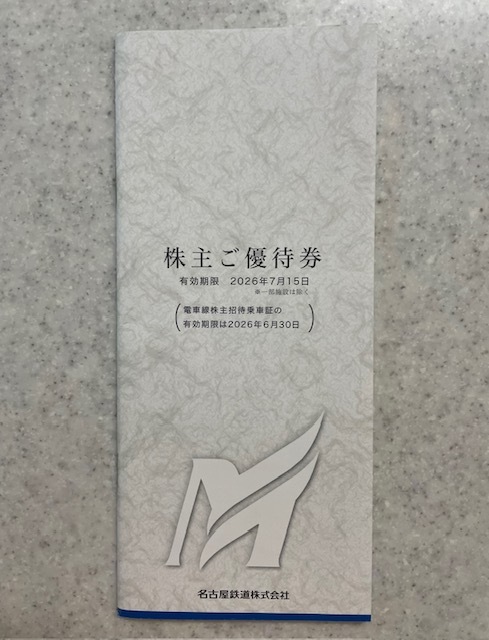 株主ご優待券
有効期限 2026年7月15日
※一部施設は除く
電車線株主招待乗車証の
有効期限は2026年6月30日
名古屋鉄道株式会社